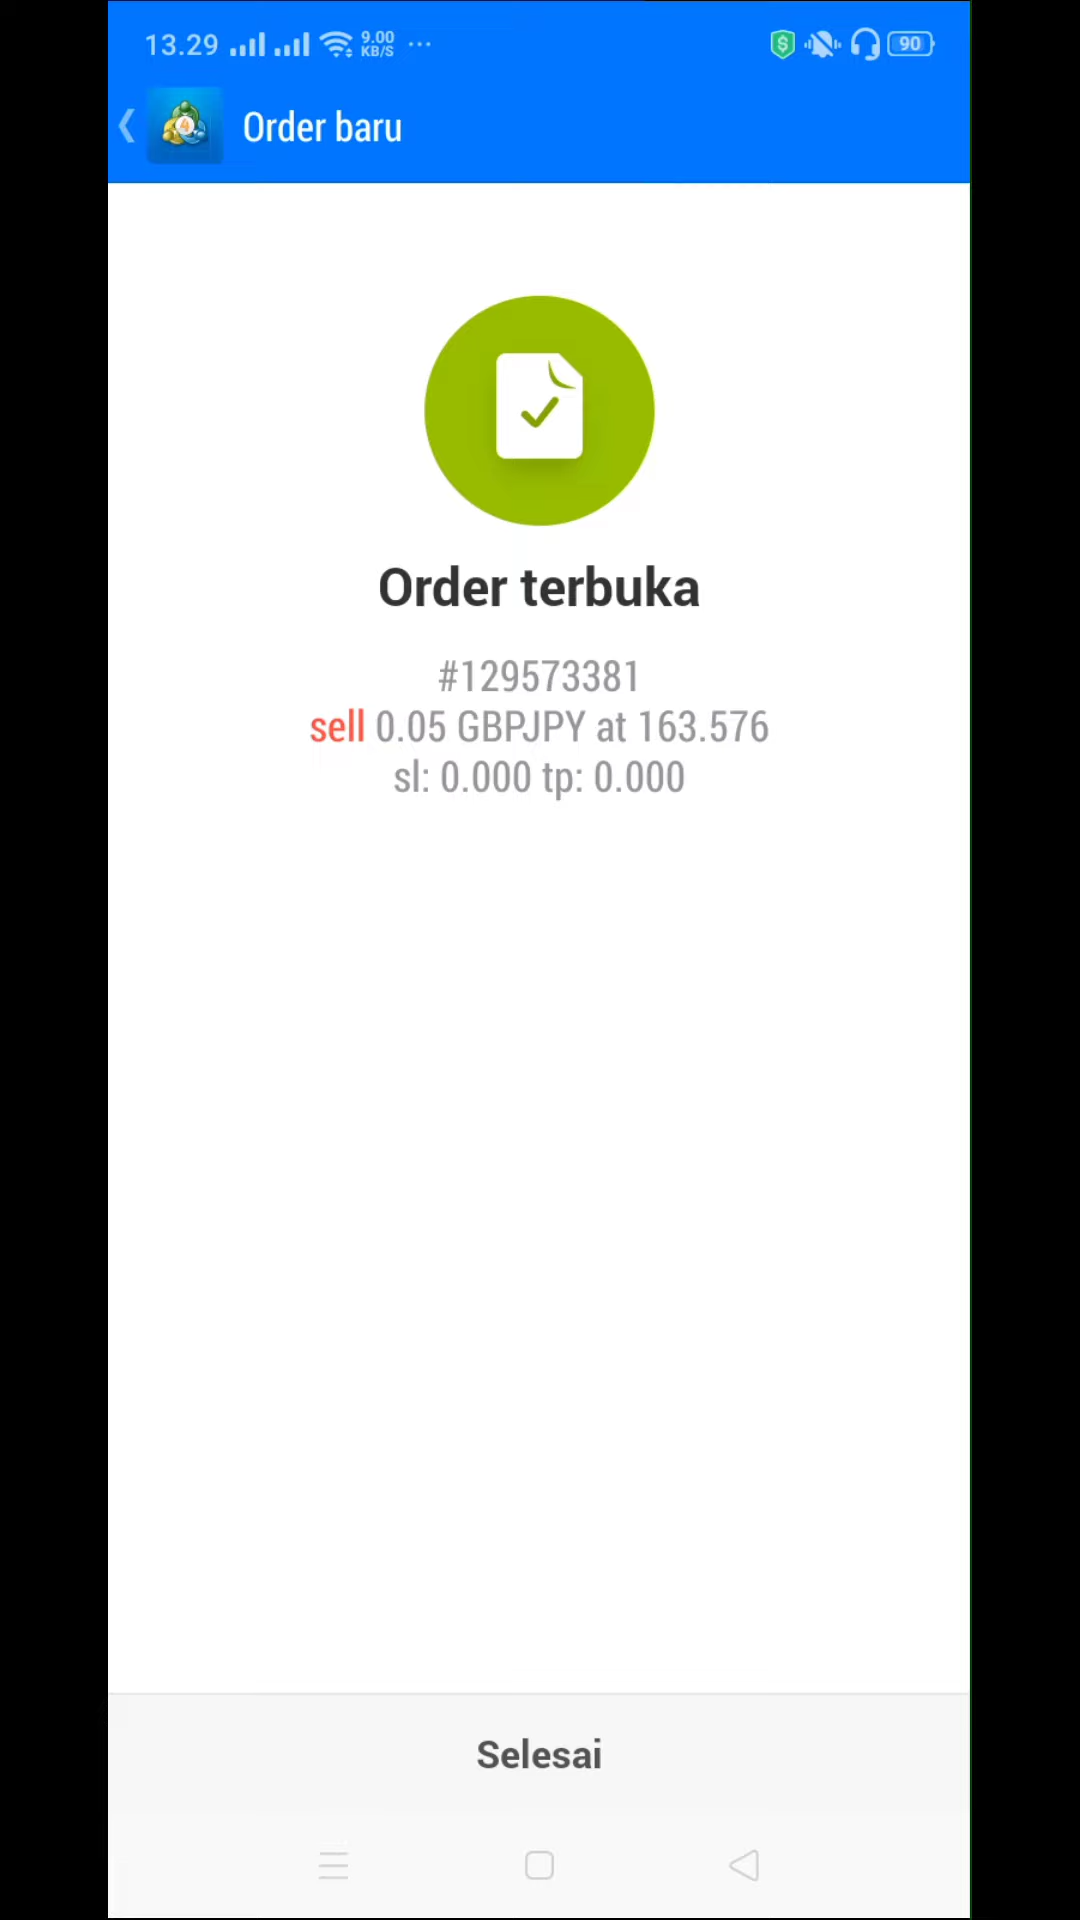 13.29 9.00 KB/S ... 90
4
Order baru
Order terbuka
#129573381
sell 0.05 GBPJPY at 163.576
sl: 0.000 tp: 0.000
Selesai